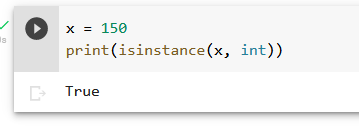 x = 150
print(isinstance(x, int))
True